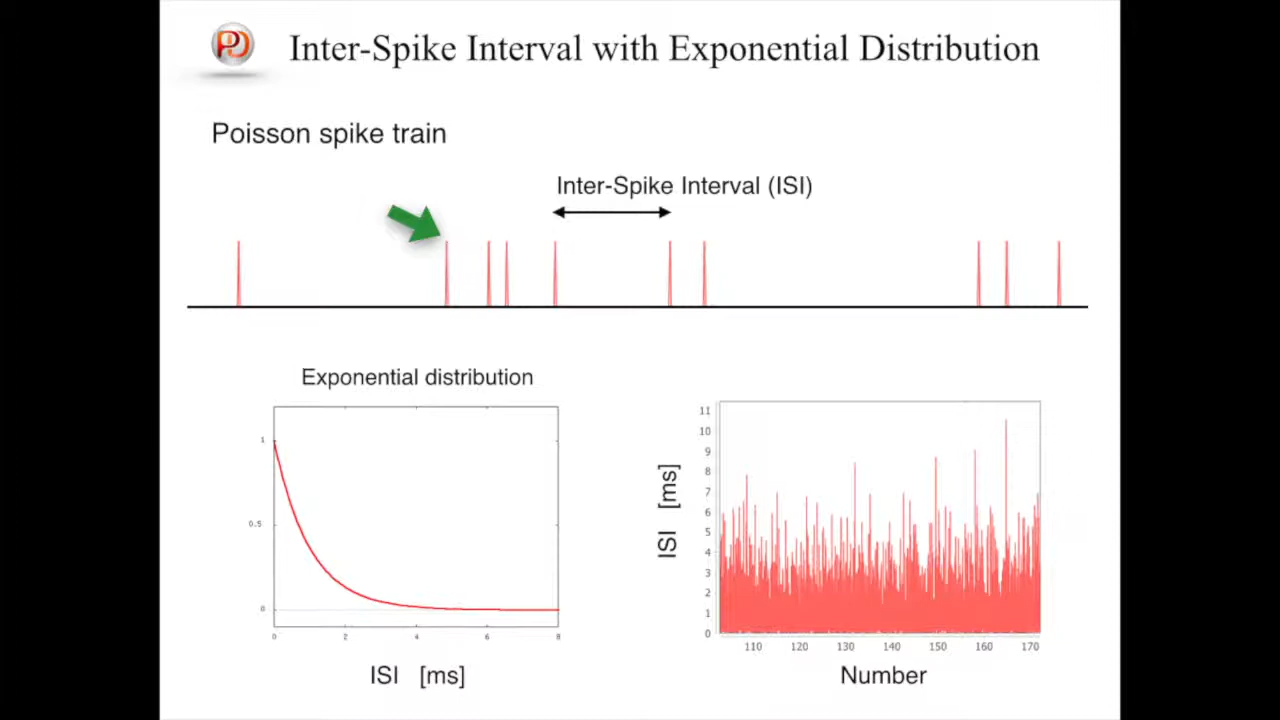 PD
Inter-Spike Interval with Exponential Distribution
Poisson spike train
Inter-Spike Interval (ISI)
Exponential distribution
1
0.5
0
0 2 4 6 8
ISI [ms]
11
10
9
8
7
6
5
4
3
2
1
0
ISI [ms]
110 120 130 140 150 160 170
Number